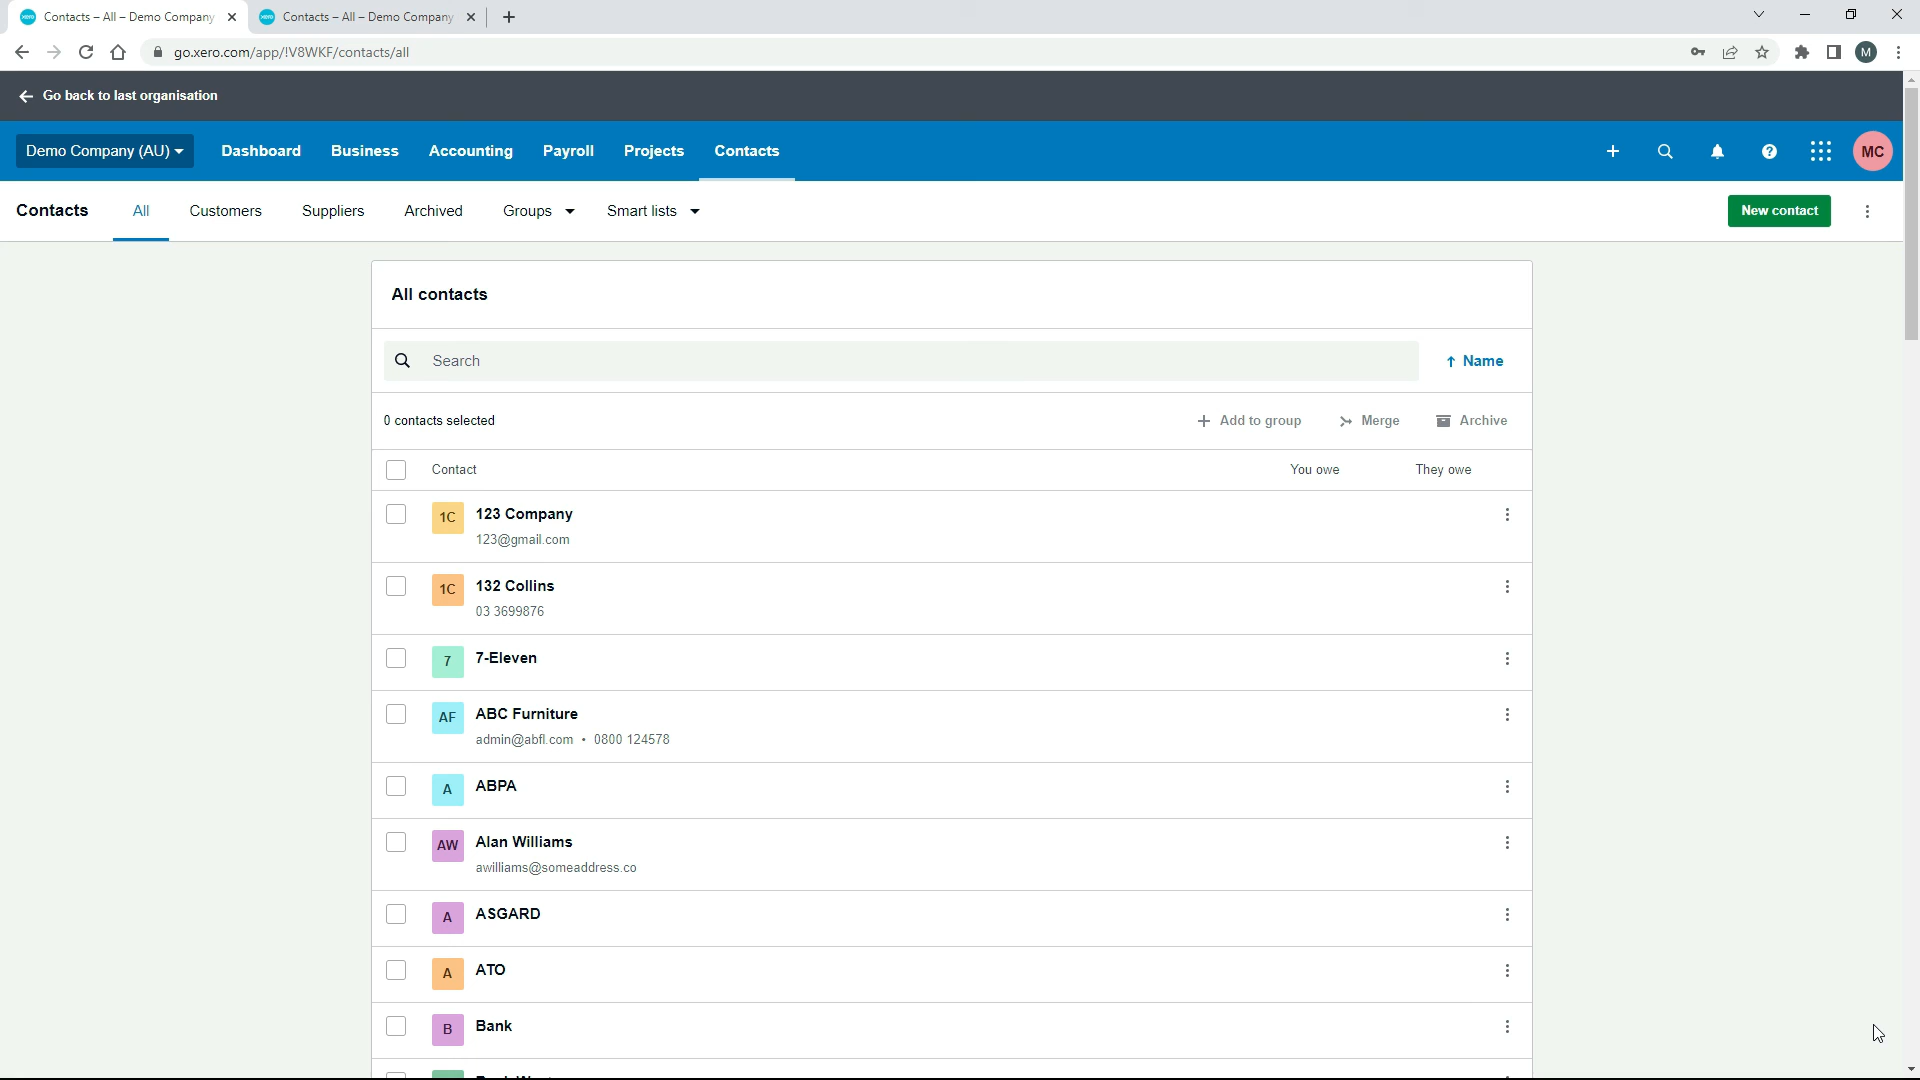 Contacts – All – Demo Company
Contacts – All – Demo Company
go.xero.com/app/!V8WKF/contacts/all
M
Go back to last organisation
Demo Company (AU)
Dashboard
Business
Accounting
Payroll
Projects
Contacts
MC
Contacts
All
Customers
Suppliers
Archived
Groups
Smart lists
New contact
All contacts
Search
Name
0 contacts selected
Add to group
Merge
Archive
Contact
You owe
They owe
1C
123 Company
123@gmail.com
1C
132 Collins
03 3699876
7
7-Eleven
AF
ABC Furniture
admin@abfl.com • 0800 124578
A
ABPA
AW
Alan Williams
awilliams@someaddress.co
A
ASGARD
A
ATO
B
Bank